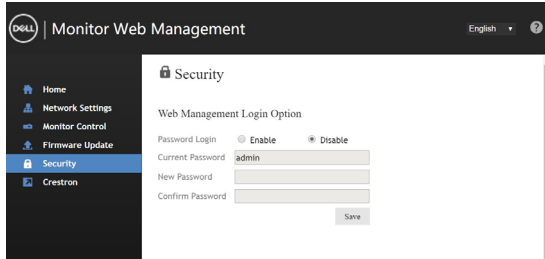 DELL | Monitor Web Management
English
?
Home
Network Settings
Monitor Control
Firmware Update
Security
Crestron
Security
Web Management Login Option
Password Login Enable Disable
Current Password admin
New Password
Confirm Password
Save